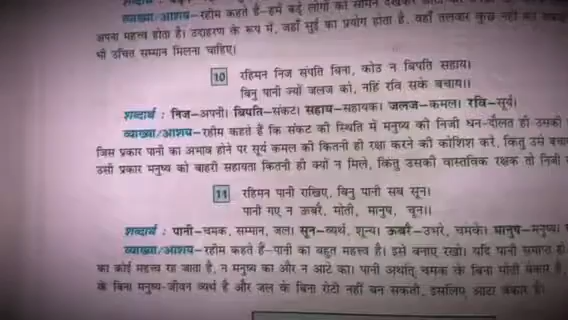 व्याख्या/आशय–रहीम कहते हैं–हमें बड़े लोगों को सामने देखकर
अपना महत्त्व होता है। उदाहरण के रूप में, जहाँ सुई का प्रयोग होता है, वहाँ तलवार कुछ नहीं कर
भी उचित सम्मान मिलना चाहिए।
10 रहिमन निज संपति बिना, कोउ न बिपति सहाय।
बिनु पानी ज्यों जलज को, नहिं रवि सके बचाय।।
शब्दार्थ : निज–अपनी। बिपति–संकट। सहाय–सहायक। जलज–कमल। रवि–सूर्य।
व्याख्या/आशय–रहीम कहते हैं कि संकट की स्थिति में मनुष्य की निजी धन-दौलत ही उसकी
जिस प्रकार पानी का अभाव होने पर सूर्य कमल की कितनी ही रक्षा करने की कोशिश करे, किंतु उसे
उसी प्रकार मनुष्य को बाहरी सहायता कितनी ही क्यों न मिले, किंतु उसकी वास्तविक रक्षक तो निजी
11 रहिमन पानी राखिए, बिनु पानी सब सून।
पानी गए न ऊबरै, मोती, मानुष, चून।।
शब्दार्थ : पानी–चमक, सम्मान, जल। सून–व्यर्थ, शून्य। ऊबरै–उभरे, चमके। मानुष–मनुष्य।
व्याख्या/आशय–रहीम कहते हैं–पानी का बहुत महत्त्व है। इसे बनाए रखो। यदि पानी समाप्त हो
का कोई महत्त्व रह जाता है, न मनुष्य का और न आटे का। पानी अर्थात् चमक के बिना मोती बेकार है,
के बिना मनुष्य-जीवन व्यर्थ है और जल के बिना रोटी नहीं बन सकती, इसलिए आटा बेकार है।